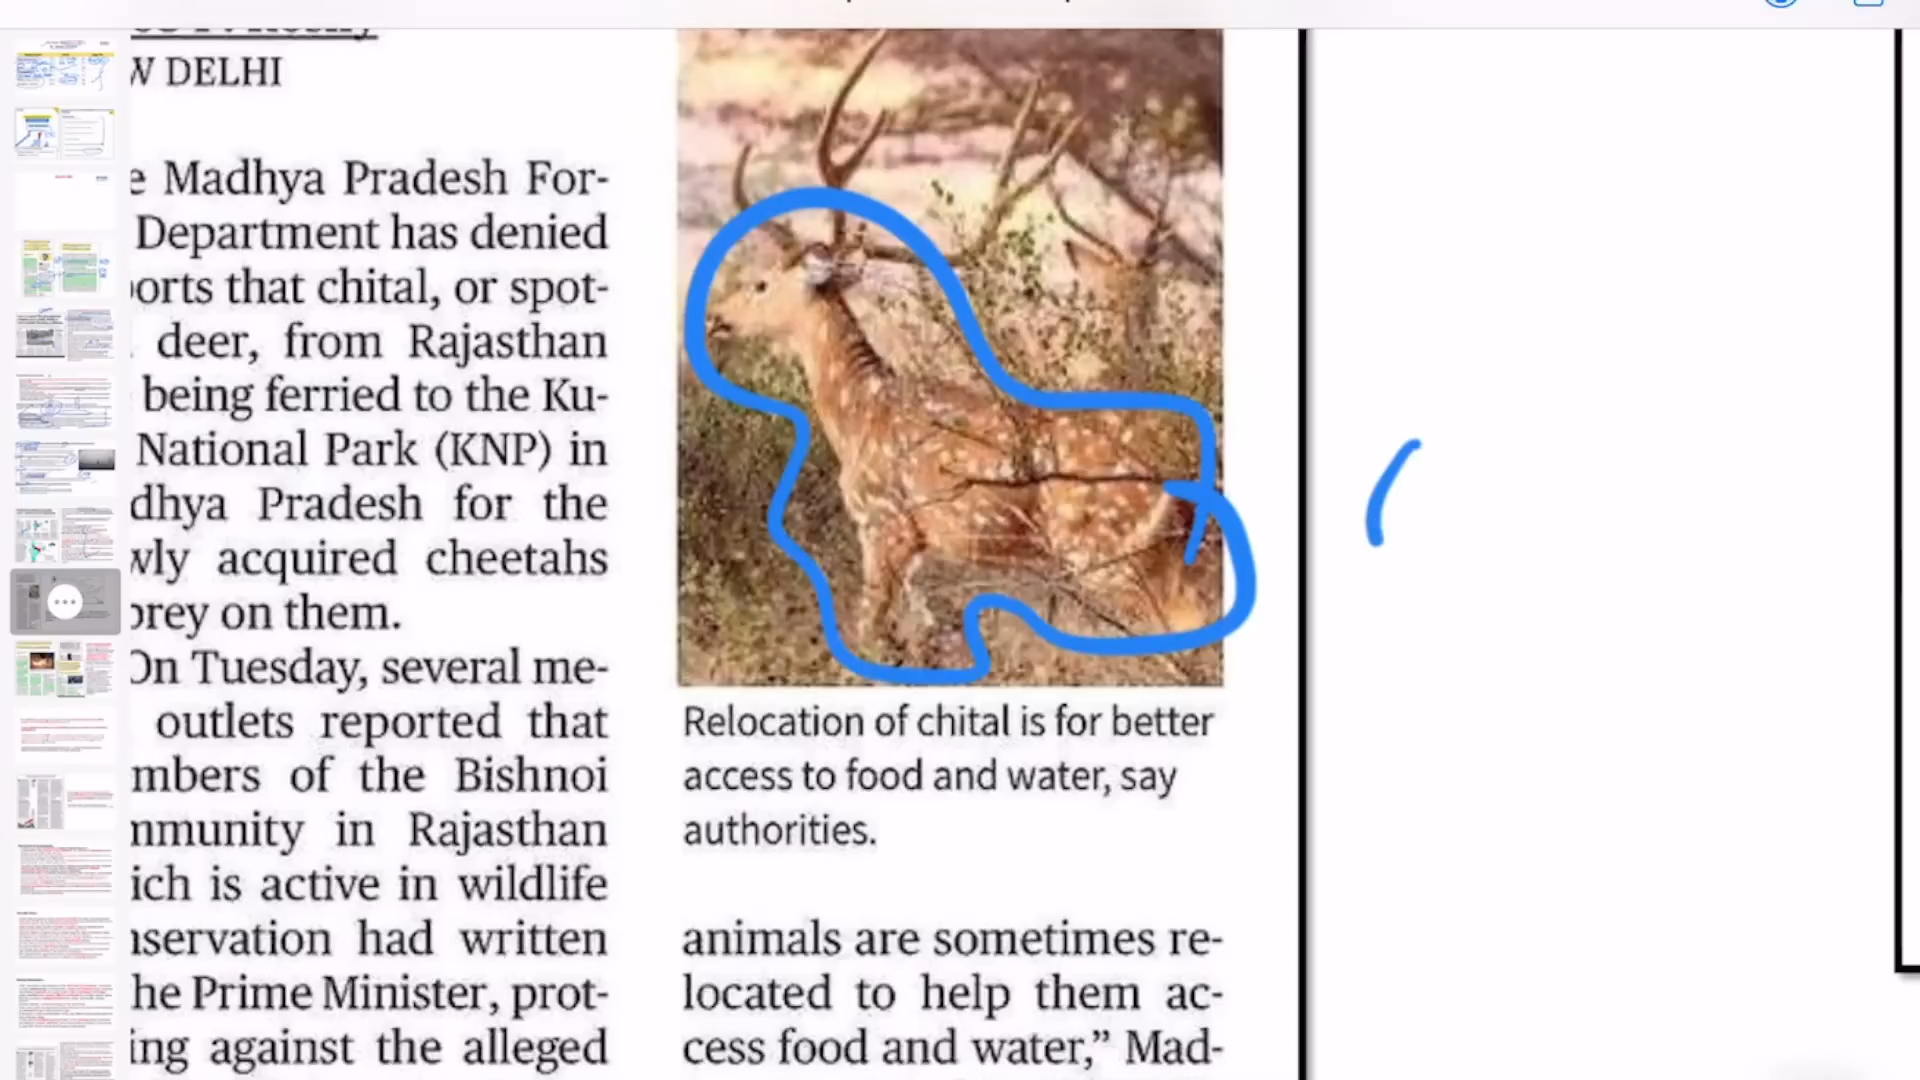 W DELHI
e Madhya Pradesh For-
Department has denied
orts that chital, or spot-
deer, from Rajasthan
being ferried to the Ku-
National Park (KNP) in
dhya Pradesh for the
wly acquired cheetahs
prey on them.
On Tuesday, several me-
outlets reported that
mbers of the Bishnoi
mmunity in Rajasthan
ich is active in wildlife
nservation had written
he Prime Minister, prot-
ing against the alleged
Relocation of chital is for better
access to food and water, say
authorities.
animals are sometimes re-
located to help them ac-
cess food and water,” Mad-